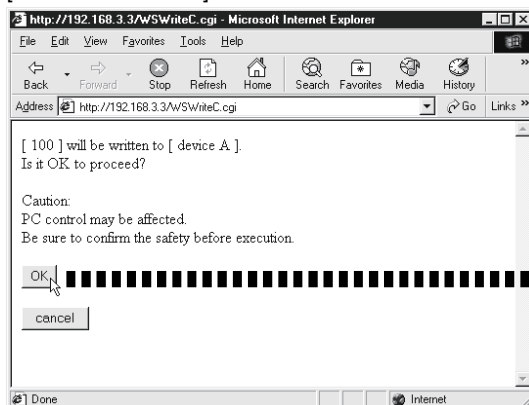 http://192.168.3.3/WSWriteC.cgi - Microsoft Internet Explorer
File Edit View Favorites Tools Help
Back Forward Stop Refresh Home Search Favorites Media History
Address http://192.168.3.3/WSWriteC.cgi Go Links
[ 100 ] will be written to [ device A ].
Is it OK to proceed?
Caution:
PC control may be affected.
Be sure to confirm the safety before execution.
OK
cancel
Done Internet